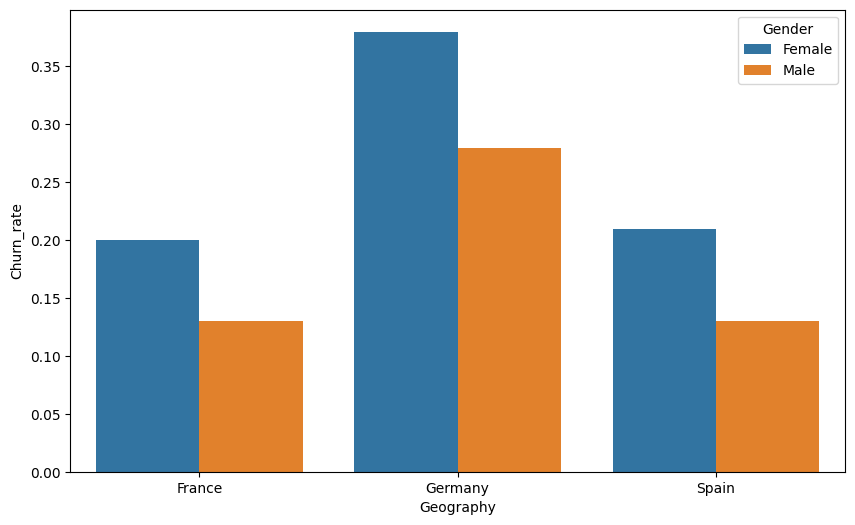 Gender
Female
Male
Churn_rate
0.35
0.30
0.25
0.20
0.15
0.10
0.05
0.00
France Germany Spain
Geography